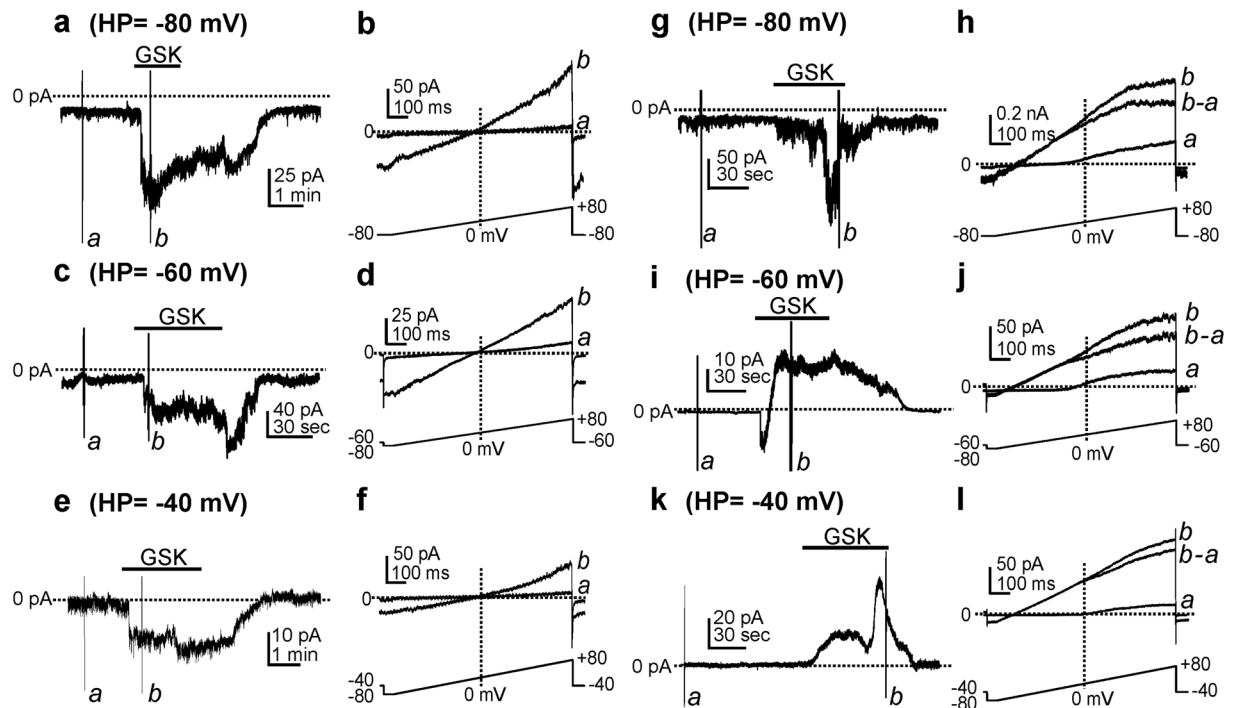 a (HP= -80 mV)
GSK
0 pA
25 pA
1 min
a
b
b
50 pA
100 ms
b
a
0
+80
-80
0 mV
-80
c (HP= -60 mV)
GSK
0 pA
40 pA
30 sec
a
b
d
25 pA
100 ms
b
a
0
+80
-60
-80
0 mV
-60
e (HP= -40 mV)
GSK
0 pA
10 pA
1 min
a
b
f
50 pA
100 ms
b
a
0
+80
-40
-80
0 mV
-40
g (HP= -80 mV)
GSK
0 pA
50 pA
30 sec
a
b
h
0.2 nA
100 ms
b
b-a
a
0
+80
-80
0 mV
-80
i (HP= -60 mV)
GSK
10 pA
30 sec
0 pA
a
b
j
50 pA
100 ms
b
b-a
a
0
+80
-60
-80
0 mV
-60
k (HP= -40 mV)
GSK
20 pA
30 sec
0 pA
a
b
l
50 pA
100 ms
b
b-a
a
0
+80
-40
-80
0 mV
-40